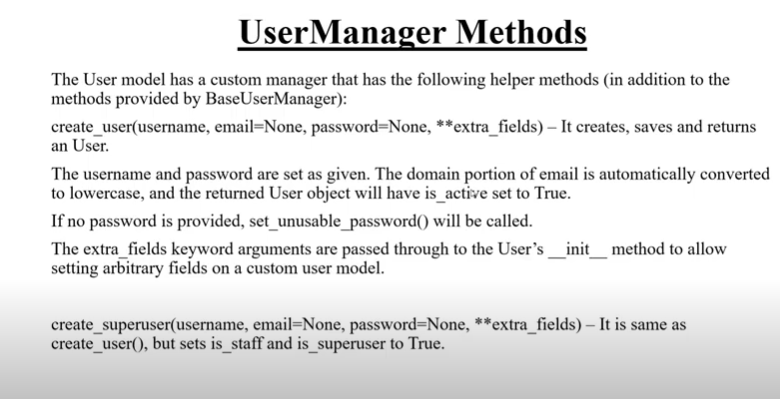 UserManager Methods
The User model has a custom manager that has the following helper methods (in addition to the
methods provided by BaseUserManager):
create_user(username, email=None, password=None, **extra_fields) – It creates, saves and returns
an User.
The username and password are set as given. The domain portion of email is automatically converted
to lowercase, and the returned User object will have is_active set to True.
If no password is provided, set_unusable_password() will be called.
The extra_fields keyword arguments are passed through to the User’s __init__ method to allow
setting arbitrary fields on a custom user model.
create_superuser(username, email=None, password=None, **extra_fields) – It is same as
create_user(), but sets is_staff and is_superuser to True.